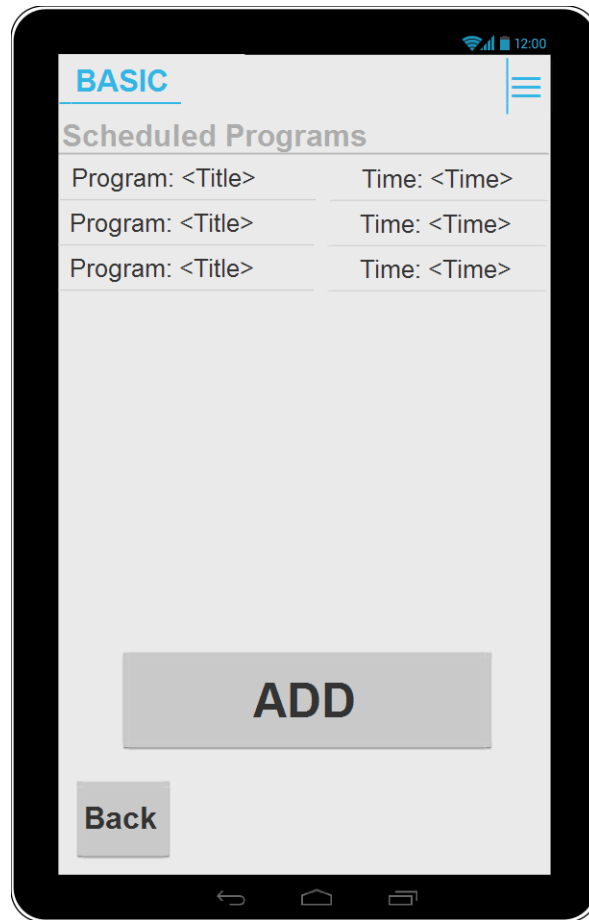 12:00
BASIC
Scheduled Programs
Program: <Title> Time: <Time>
Program: <Title> Time: <Time>
Program: <Title> Time: <Time>
ADD
Back